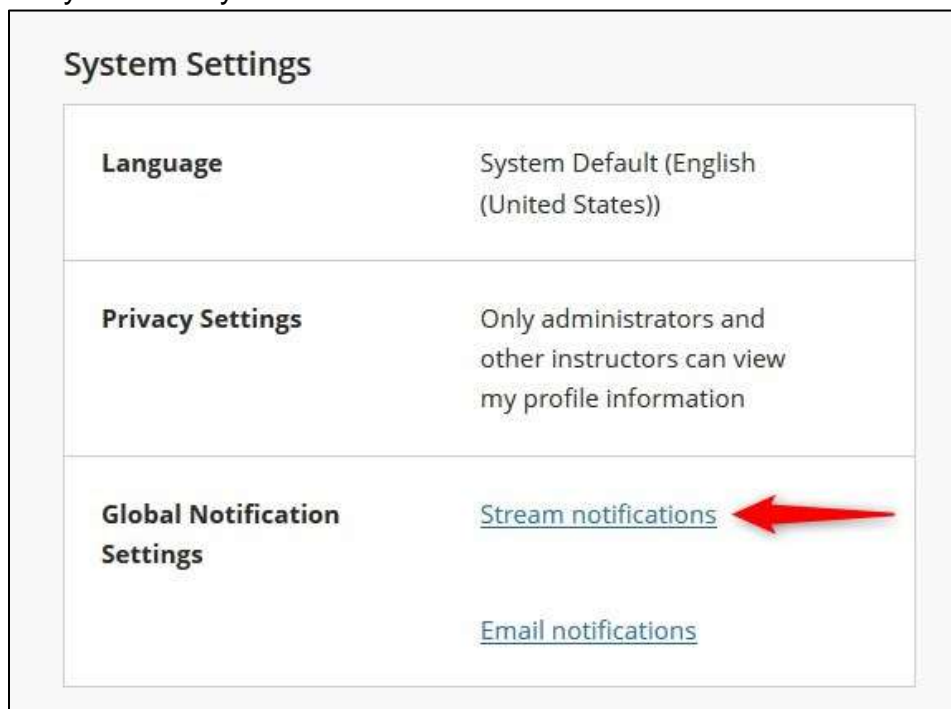 System Settings
Language
System Default (English
(United States))
Privacy Settings
Only administrators and
other instructors can view
my profile information
Global Notification
Settings
Stream notifications
Email notifications